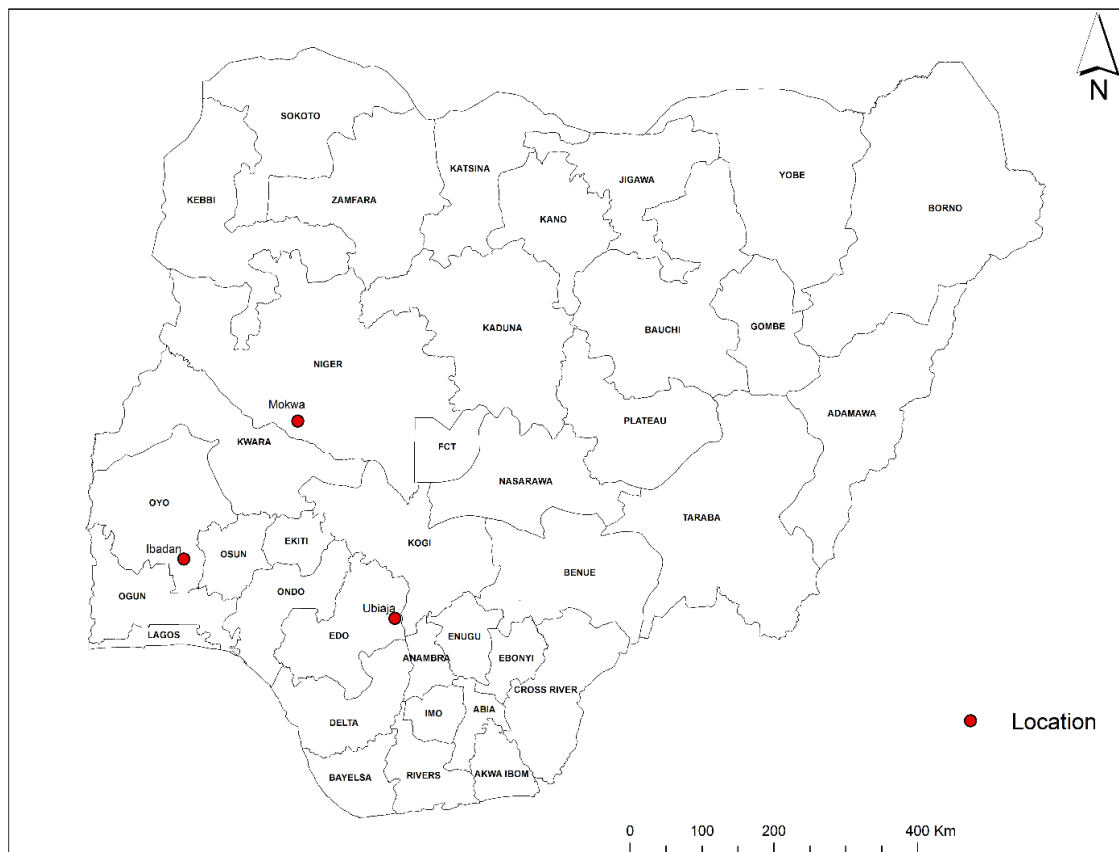 N
SOKOTO
KATSINA
JIGAWA
YOBE
KEBBI
ZAMFARA
KANO
BORNO
KADUNA
BAUCHI
GOMBE
NIGER
Mokwa
ADAMAWA
PLATEAU
KWARA
FCT
NASARAWA
OYO
TARABA
Ibadan
OSUN
EKITI
KOGI
BENUE
OGUN
ONDO
Ubiaja
LAGOS
EDO
ENUGU
ANAMBRA
EBONYI
CROSS RIVER
DELTA
IMO
ABIA
Location
BAYELSA
RIVERS
AKWA IBOM
0 100 200 400 Km